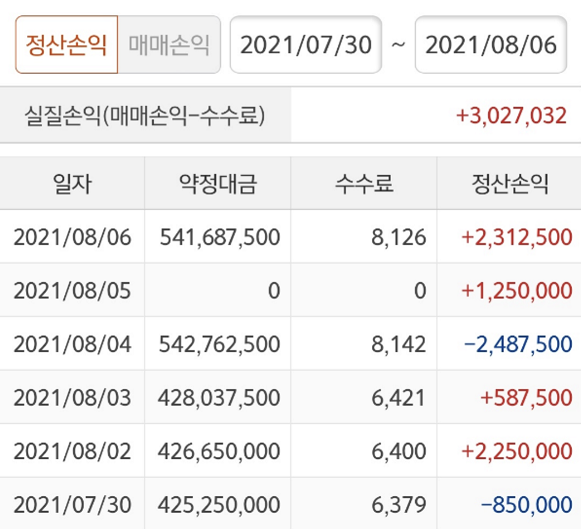 정산손익 매매손익 2021/07/30 ~ 2021/08/06
실질손익(매매손익-수수료) +3,027,032
일자 약정대금 수수료 정산손익
2021/08/06 541,687,500 8,126 +2,312,500
2021/08/05 0 0 +1,250,000
2021/08/04 542,762,500 8,142 -2,487,500
2021/08/03 428,037,500 6,421 +587,500
2021/08/02 426,650,000 6,400 +2,250,000
2021/07/30 425,250,000 6,379 -850,000